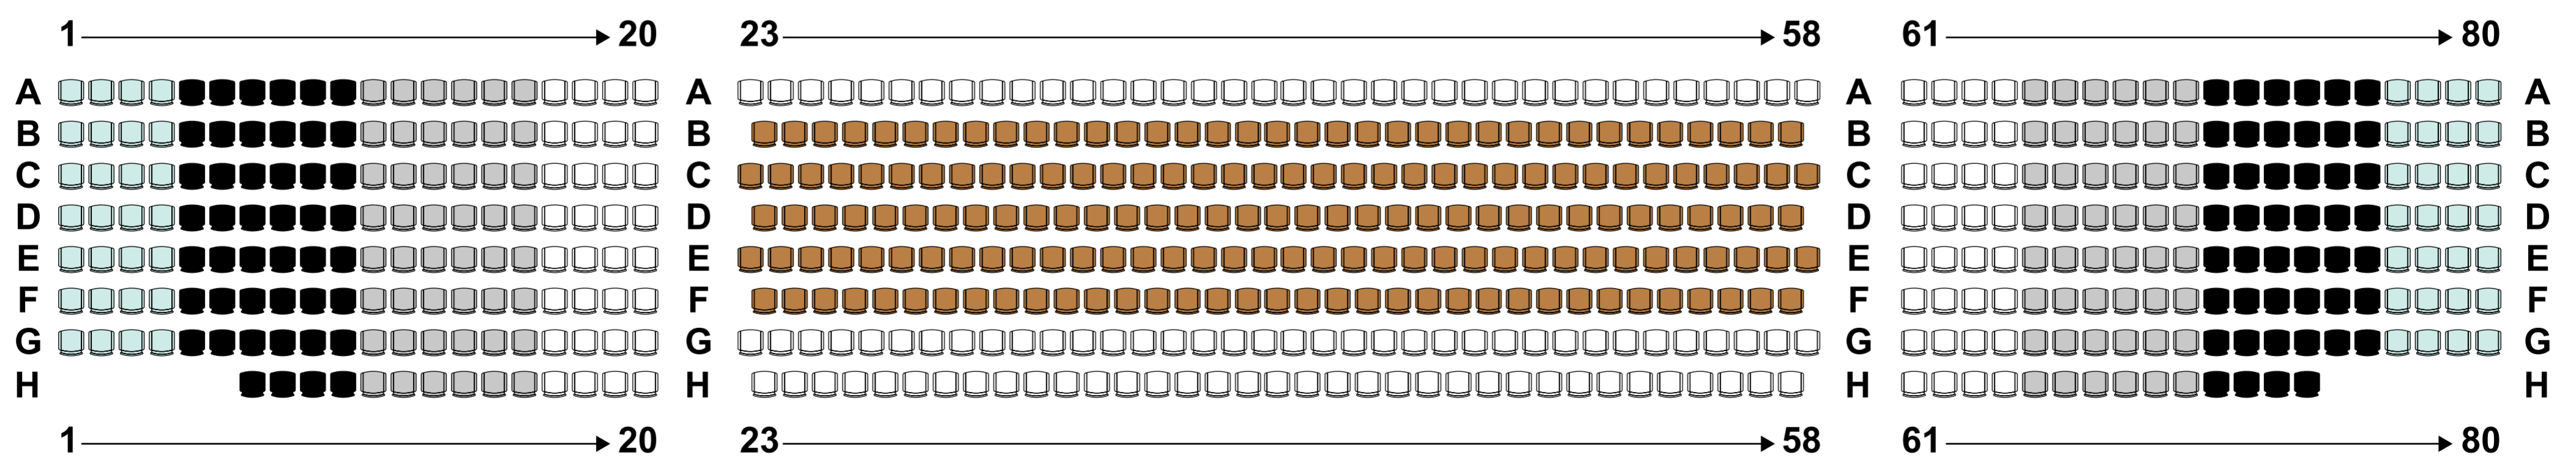 1 20 23 58 61 80
A A A A
B B B B
C C C C
D D D D
E E E E
F F F F
G G G G
H H H H
1 20 23 58 61 80